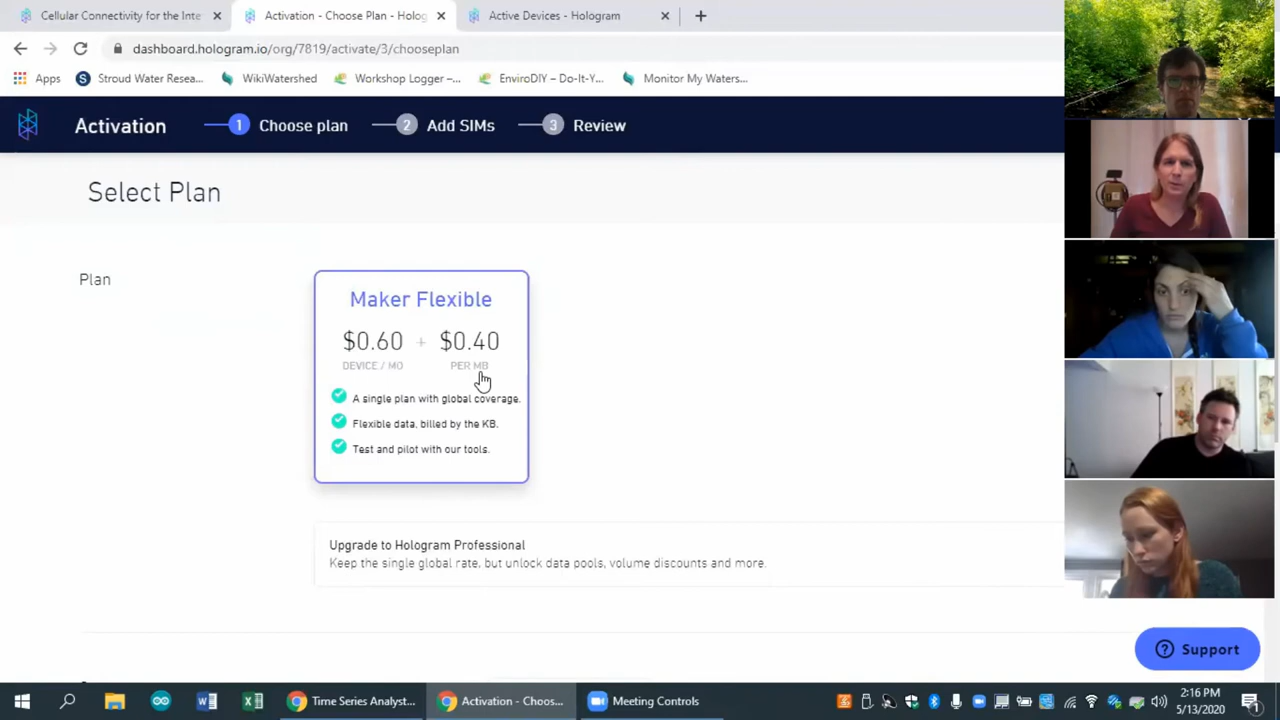 Cellular Connectivity for the Inte
Activation - Choose Plan - Holog
Active Devices - Hologram
dashboard.hologram.io/org/7819/activate/3/chooseplan
Apps
Stroud Water Resea...
WikiWatershed
Workshop Logger –...
EnviroDIY – Do-It-Y...
Monitor My Waters...
Activation
1 Choose plan
2 Add SIMs
3 Review
Select Plan
Plan
Maker Flexible
$0.60 + $0.40
DEVICE / MO PER MB
A single plan with global coverage.
Flexible data, billed by the KB.
Test and pilot with our tools.
Upgrade to Hologram Professional
Keep the single global rate, but unlock data pools, volume discounts and more.
Support
Time Series Analyst...
Activation - Choos...
Meeting Controls
2:16 PM
5/13/2020